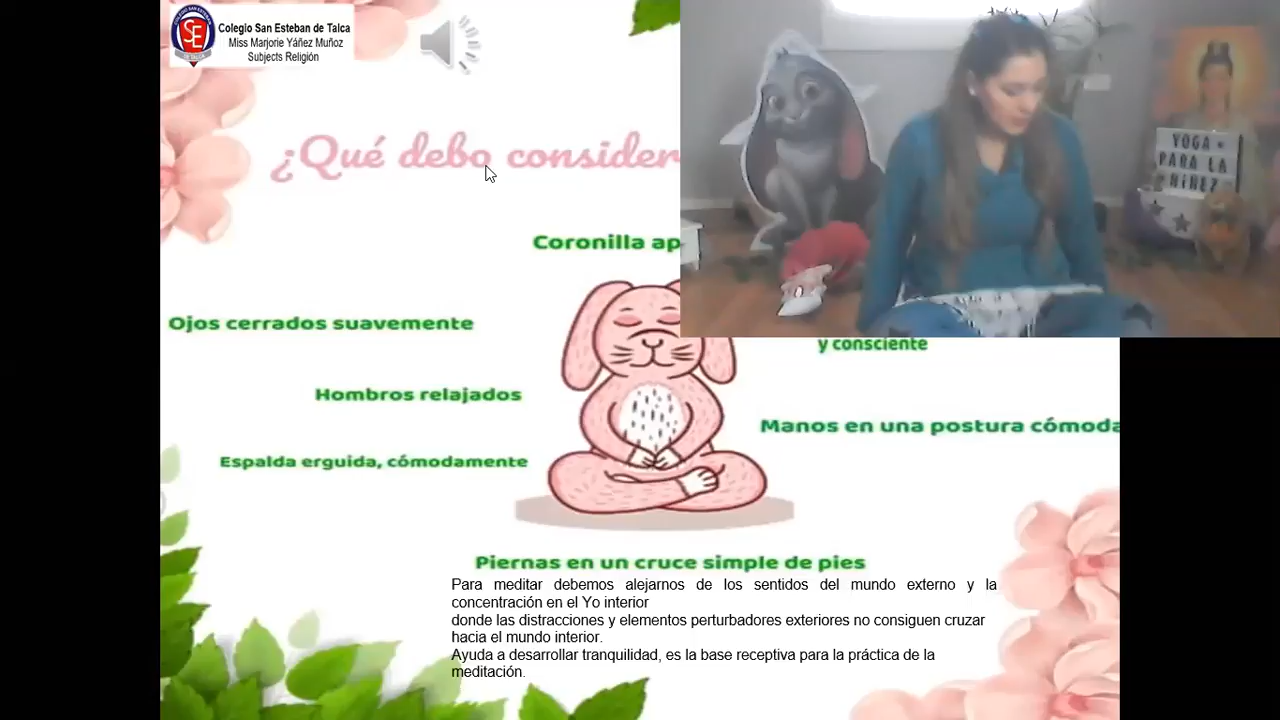 Colegio San Esteban de Talca
Miss Marjorie Yáñez Muñoz
Subjects Religión
¿Qué debo consider
Coronilla ap
YOGA
PARA LA
NIÑEZ
Ojos cerrados suavemente
y consciente
Hombros relajados
Manos en una postura cómoda
Espalda erguida, cómodamente
Piernas en un cruce simple de pies
Para meditar debemos alejarnos de los sentidos del mundo externo y la
concentración en el Yo interior
donde las distracciones y elementos perturbadores exteriores no consiguen cruzar
hacia el mundo interior.
Ayuda a desarrollar tranquilidad, es la base receptiva para la práctica de la
meditación.